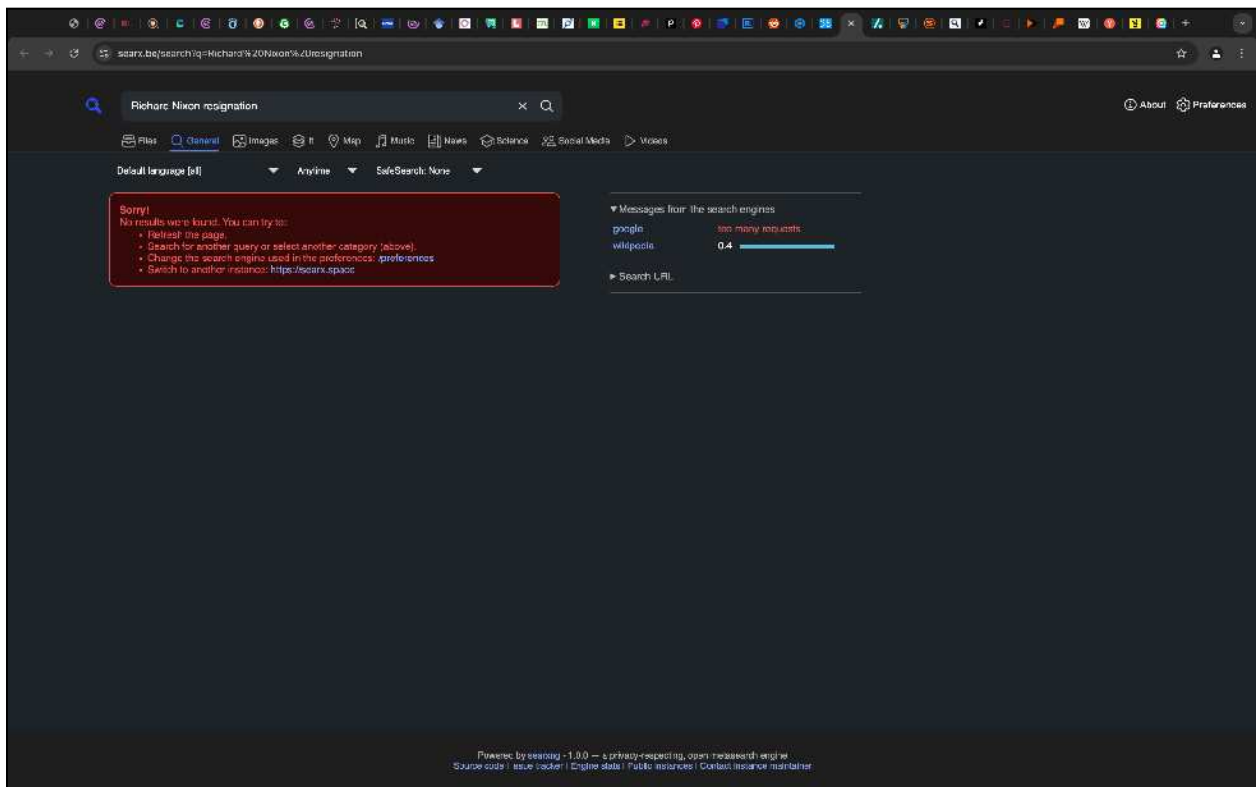 searx.be/search?q=Richard%20Nixon%20resignation
Richard Nixon resignation
About Preferences
Files General Images It Map Music News Science Social Media Videos
Default language [all] Anytime SafeSearch: None
Sorry!
No results were found. You can try to:
Refresh the page.
Search for another query or select another category (above).
Change the search engine used in the preferences: /preferences
Switch to another instance: https://searx.space
Messages from the search engines
google too many requests
wikipedia 0.4
Search URL
Powered by searxng - 1.0.0 — a privacy-respecting, open metasearch engine
Source code | Issue tracker | Engine stats | Public instances | Contact instance maintainer